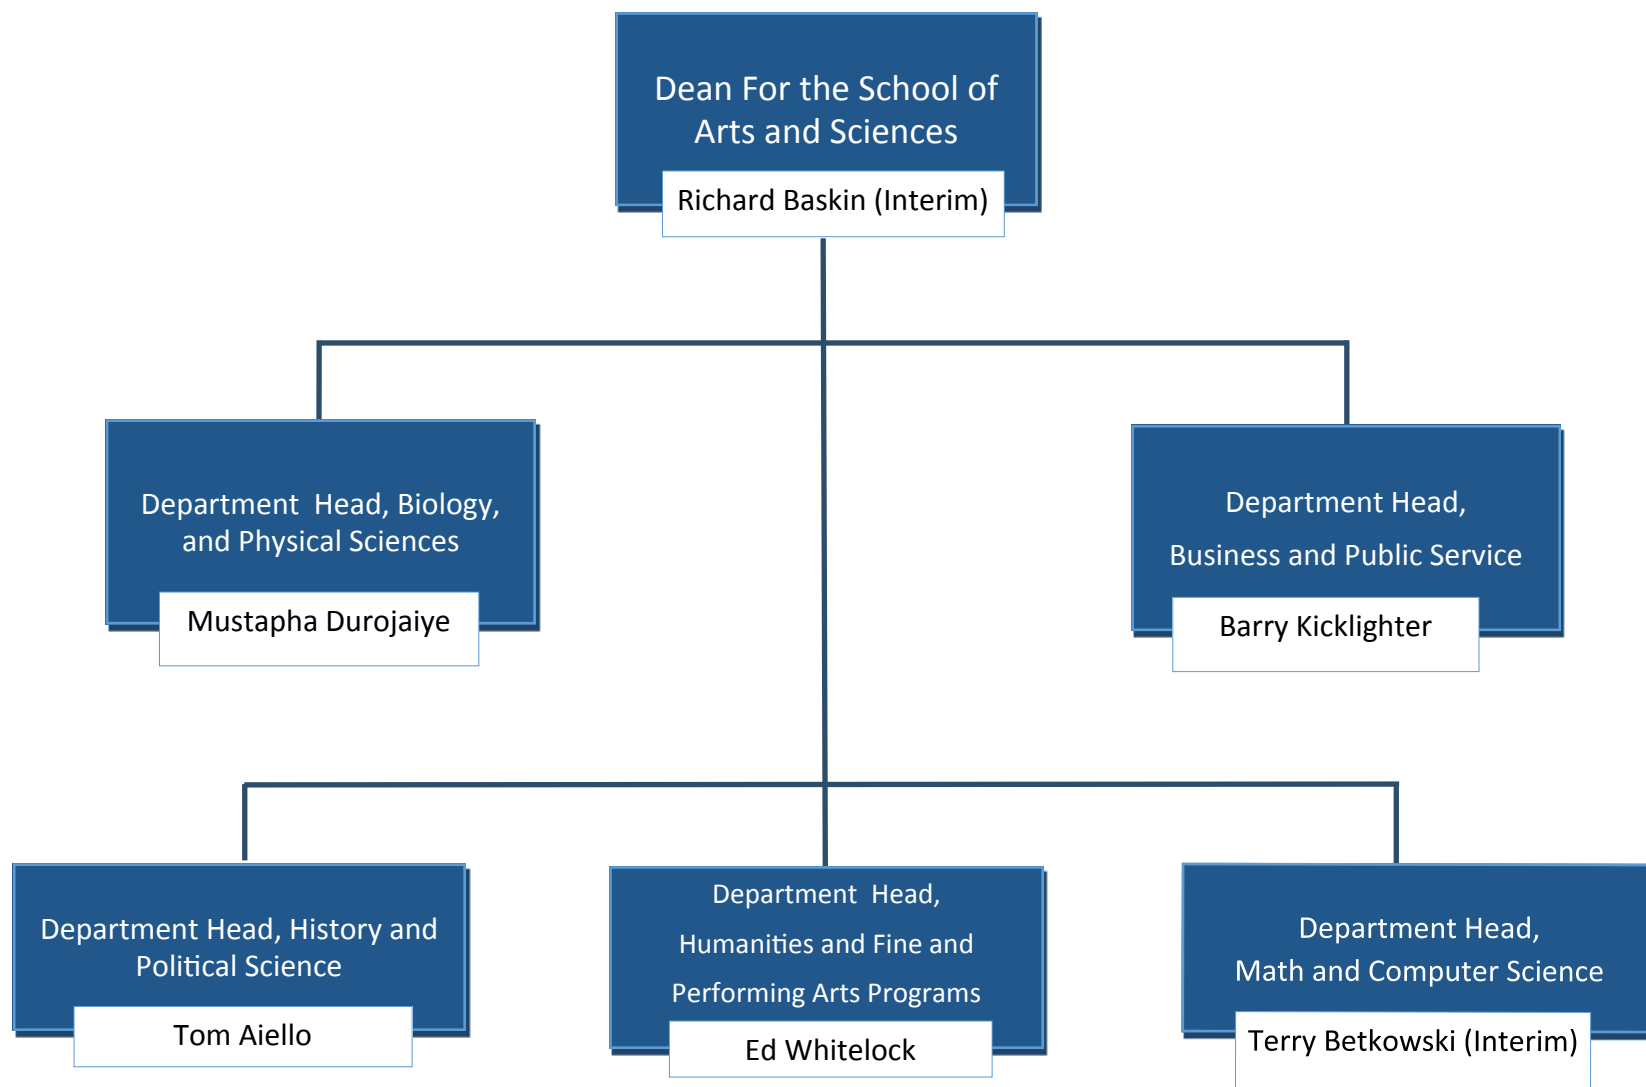 Dean For the School of
Arts and Sciences
Richard Baskin (Interim)
Department  Head, Biology,
and Physical Sciences
Mustapha Durojaiye
Department Head,
Business and Public Service
Barry Kicklighter
Department Head, History and
Political Science
Tom Aiello
Department  Head,
Humanities and Fine and
Performing Arts Programs
Ed Whitelock
Department Head,
Math and Computer Science
Terry Betkowski (Interim)